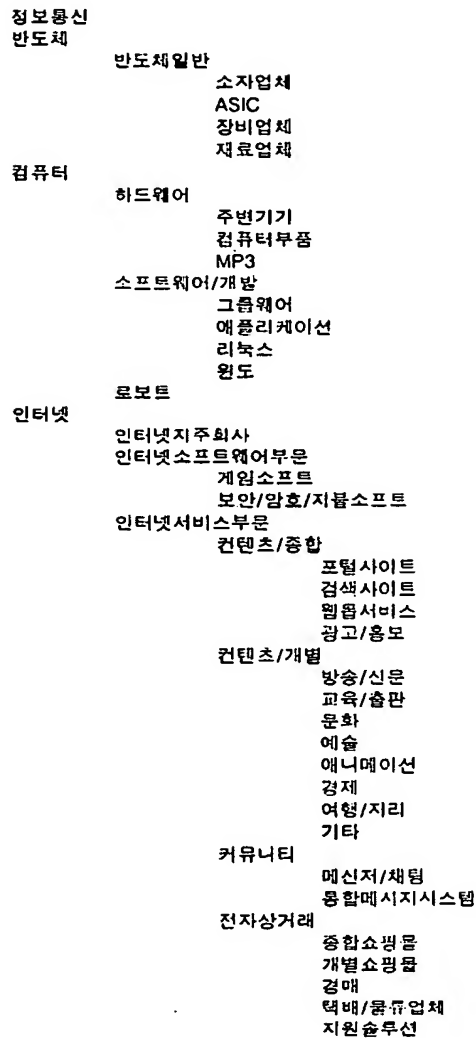 정보통신
반도체
반도체일반
소자업체
ASIC
장비업체
재료업체
컴퓨터
하드웨어
주변기기
컴퓨터부품
MP3
소프트웨어/개발
그룹웨어
애플리케이션
리눅스
윈도
로보트
인터넷
인터넷지주회사
인터넷소프트웨어부문
게임소프트
보안/암호/지불소프트
인터넷서비스부문
컨텐츠/종합
포털사이트
검색사이트
웹몹서비스
광고/홍보
컨텐츠/개별
방송/신문
교육/출판
문화
예술
애니메이션
경제
여행/지리
기타
커뮤니티
메신저/채팅
통합메시지시스템
전자상거래
종합쇼핑몰
개별쇼핑몰
경매
택배/물류업체
지원솔루션